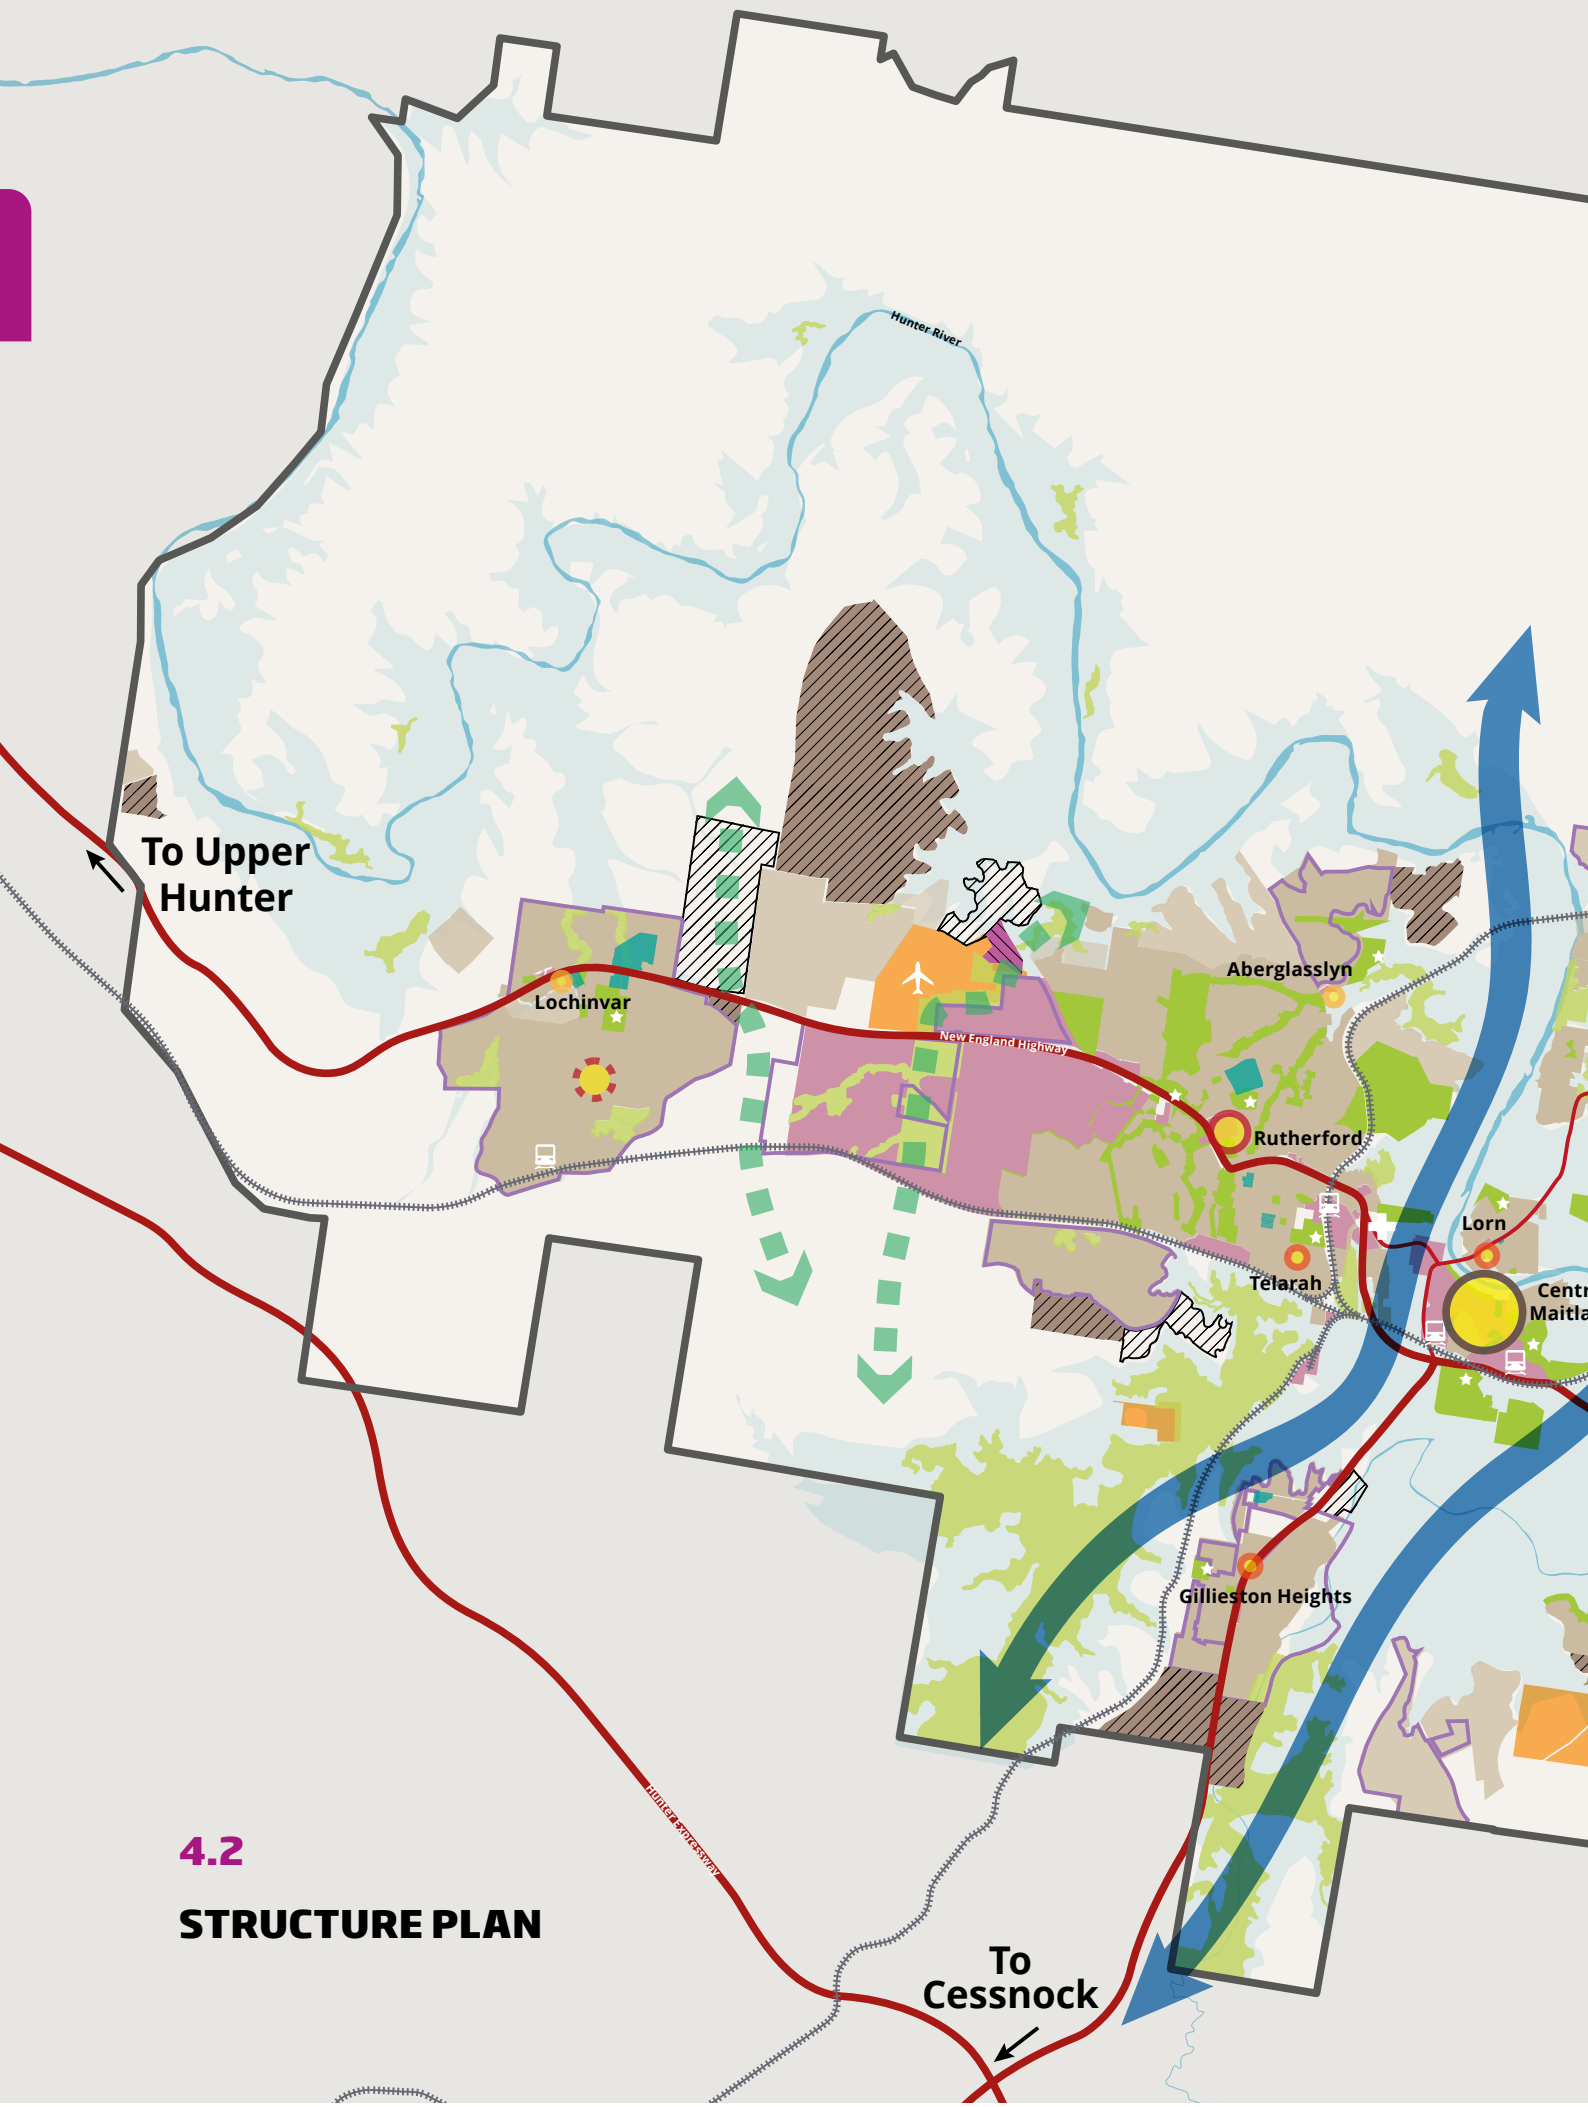 Hunter River
To Upper
Hunter
Lochinvar
Aberglasslyn
New England Highway
Rutherford
Lorn
Telarah
Centr
Maitla
Gillieston Heights
Hunter Expressway
4.2
STRUCTURE PLAN
To
Cessnock